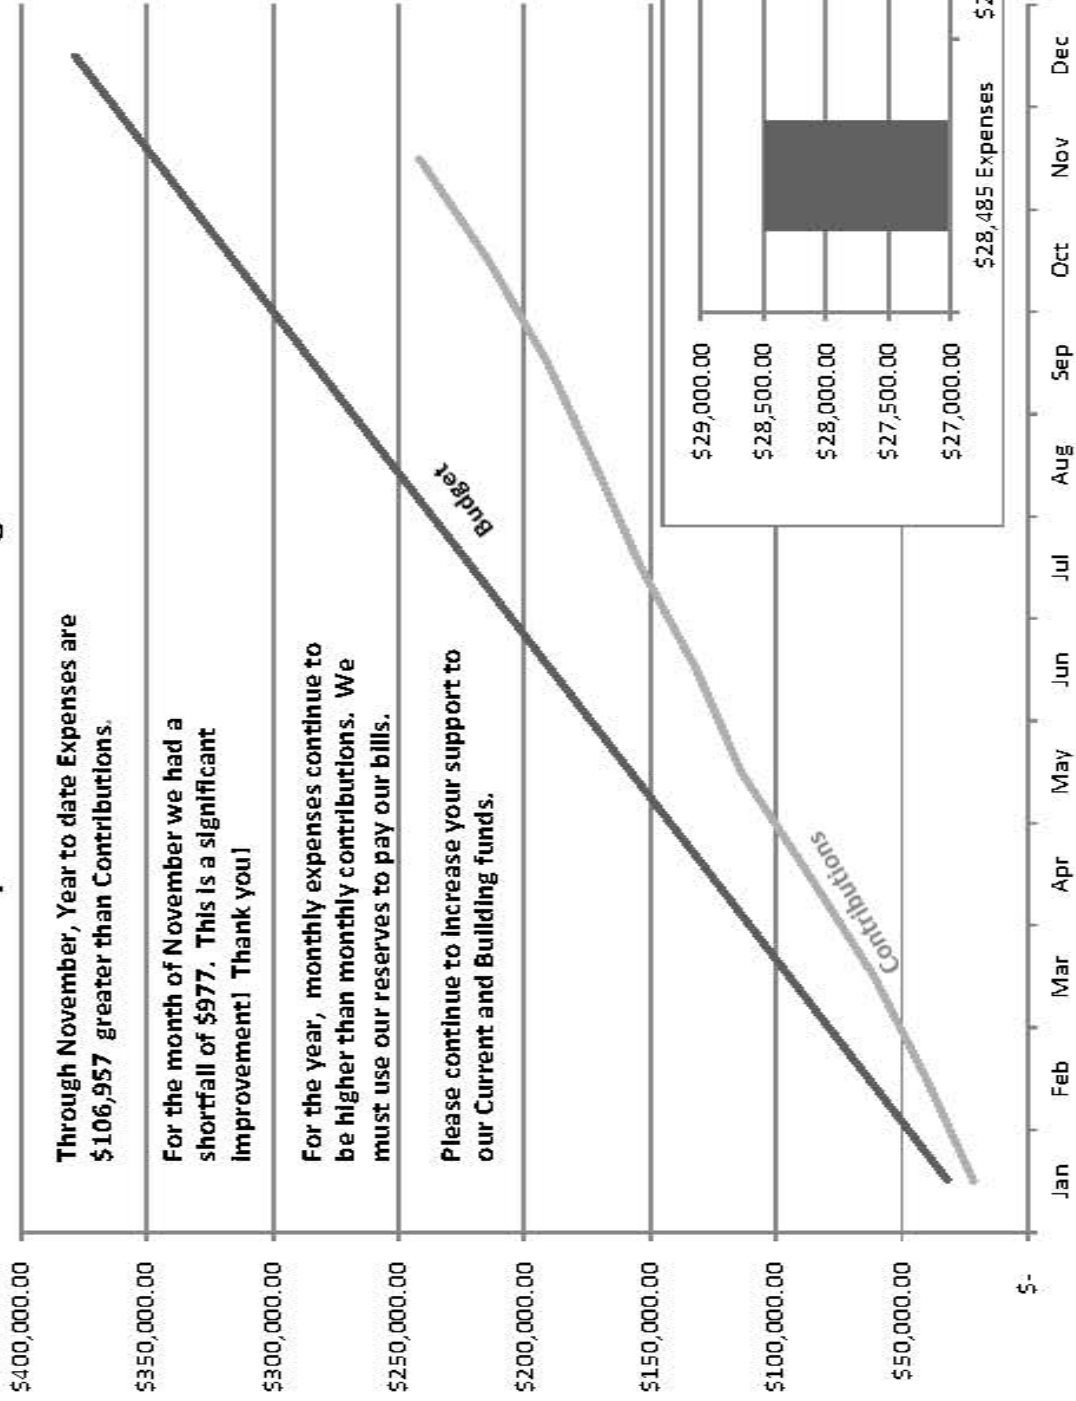 $400,000.00
$350,000.00
$300,000.00
$250,000.00
$200,000.00
$150,000.00
$100,000.00
$50,000.00
$-
Through November, Year to date Expenses are
$106,957 greater than Contributions.
For the month of November we had a
shortfall of $977. This is a significant
improvement! Thank you!
For the year, monthly expenses continue to
be higher than monthly contributions. We
must use our reserves to pay our bills.
Please continue to increase your support to
our Current and Building funds.
Budget
Contributions
$29,000.00
$28,500.00
$28,000.00
$27,500.00
$27,000.00
$28,485 Expenses
Jan Feb Mar Apr May Jun Jul Aug Sep Oct Nov Dec